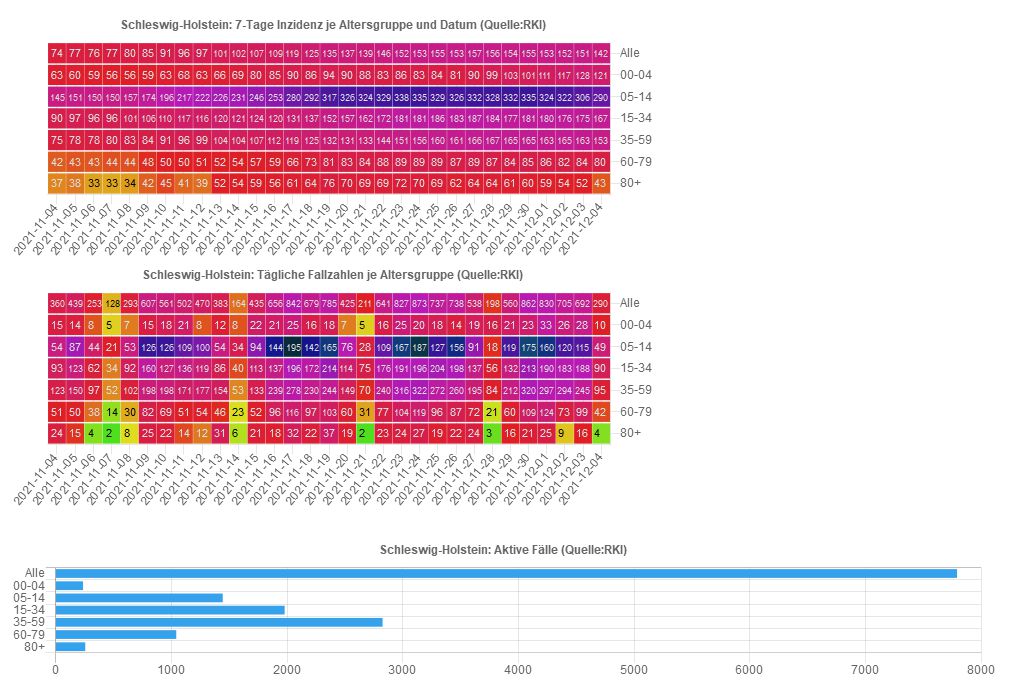 Schleswig-Holstein: 7-Tage Inzidenz je Altersgruppe und Datum (Quelle:RKI)
74 77 76 77 80 85 91 96 97 101 102 107 109 119 125 135 137 139 146 152 153 155 153 157 156 154 155 153 152 151 142 Alle
63 60 59 56 56 59 63 68 63 66 69 80 85 90 86 94 90 88 83 86 83 84 81 90 99 103 101 111 117 128 121 00-04
145 151 150 150 157 174 196 217 222 226 231 246 253 280 292 317 326 324 329 338 335 329 326 332 328 332 335 324 322 306 290 05-14
90 97 96 96 101 106 110 117 116 120 121 124 120 131 137 152 157 162 172 181 181 186 183 187 184 177 181 180 176 175 167 15-34
75 78 78 80 83 84 91 96 99 104 104 107 112 119 125 132 131 133 144 151 156 160 161 166 167 165 165 163 165 163 153 35-59
42 43 43 44 44 48 50 50 51 52 54 57 59 66 73 81 83 84 88 89 89 89 87 89 87 84 85 86 82 84 80 60-79
37 38 33 33 34 42 45 41 39 52 54 59 56 61 64 76 70 69 69 72 70 69 62 64 64 61 60 59 54 52 43 80+
2021-11-04 2021-11-05 2021-11-06 2021-11-07 2021-11-08 2021-11-09 2021-11-10 2021-11-11 2021-11-12 2021-11-13 2021-11-14 2021-11-15 2021-11-16 2021-11-17 2021-11-18 2021-11-19 2021-11-20 2021-11-21 2021-11-22 2021-11-23 2021-11-24 2021-11-25 2021-11-26 2021-11-27 2021-11-28 2021-11-29 2021-11-30 2021-12-01 2021-12-02 2021-12-03 2021-12-04
Schleswig-Holstein: Tägliche Fallzahlen je Altersgruppe (Quelle:RKI)
360 439 253 128 293 607 561 502 470 383 164 435 656 842 679 785 425 211 641 827 873 737 738 538 198 560 862 830 705 692 290 Alle
15 14 8 5 7 15 18 21 8 12 8 22 21 25 16 18 7 5 16 25 20 18 14 19 16 21 23 33 26 28 10 00-04
54 87 44 21 53 126 126 109 100 54 34 94 144 195 142 165 76 28 109 167 187 127 156 91 18 119 175 160 120 115 49 05-14
93 123 62 34 92 160 127 136 119 86 40 113 137 196 172 214 114 75 176 191 196 204 198 137 56 132 213 190 183 188 90 15-34
123 150 97 52 102 198 198 171 177 154 53 133 239 278 230 244 149 70 240 316 322 272 260 195 84 212 320 297 294 245 95 35-59
51 50 38 14 30 82 69 51 54 46 23 52 96 116 97 103 60 31 77 104 119 96 87 72 21 60 109 124 73 99 42 60-79
24 15 4 2 8 25 22 14 12 31 6 21 18 32 22 37 19 2 23 24 27 19 22 24 3 16 21 25 9 16 4 80+
2021-11-04 2021-11-05 2021-11-06 2021-11-07 2021-11-08 2021-11-09 2021-11-10 2021-11-11 2021-11-12 2021-11-13 2021-11-14 2021-11-15 2021-11-16 2021-11-17 2021-11-18 2021-11-19 2021-11-20 2021-11-21 2021-11-22 2021-11-23 2021-11-24 2021-11-25 2021-11-26 2021-11-27 2021-11-28 2021-11-29 2021-11-30 2021-12-01 2021-12-02 2021-12-03 2021-12-04
Schleswig-Holstein: Aktive Fälle (Quelle:RKI)
Alle
00-04
05-14
15-34
35-59
60-79
80+
0 1000 2000 3000 4000 5000 6000 7000 8000